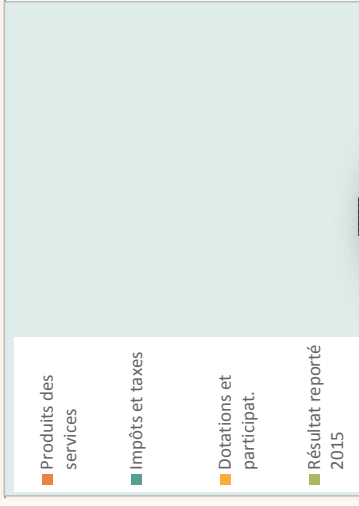 Produits des
services
Impôts et taxes
Dotations et
participat.
Résultat reporté
2015